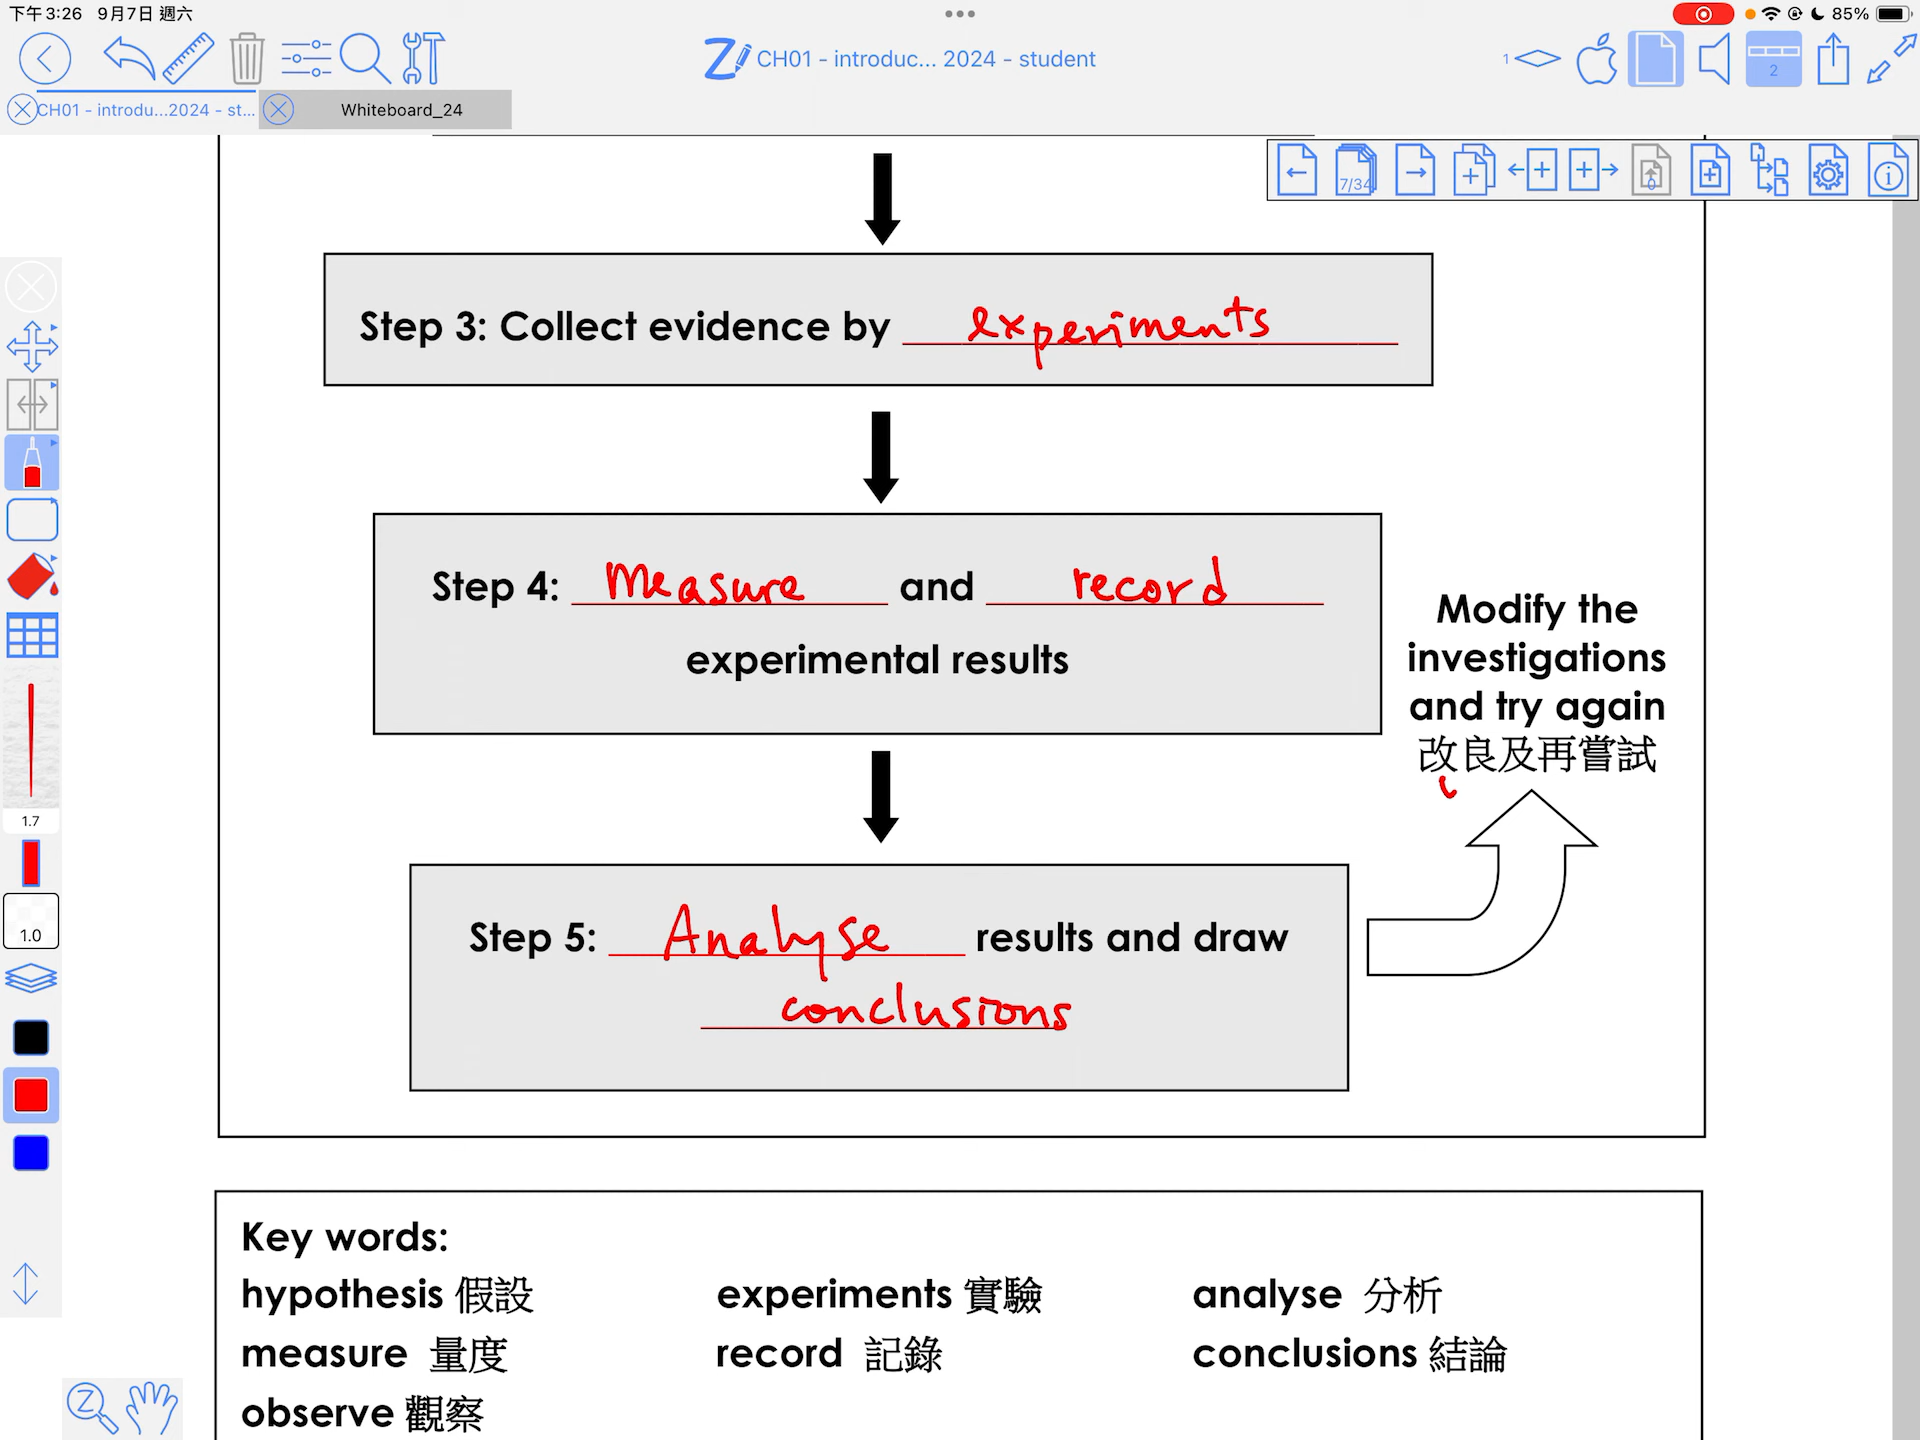 下午3:26 9月7日 週六
85%
CH01 - introduc... 2024 - student
1
2
CH01 - introdu...2024 - st...
Whiteboard_24
7/34
0
Step 3: Collect evidence by experiments
Step 4: measure and record
experimental results
Modify the
investigations
and try again
改良及再嘗試
1.7
1.0
Step 5: Analyse results and draw
conclusions
Key words:
hypothesis 假設 experiments 實驗 analyse 分析
measure 量度 record 記錄 conclusions 結論
observe 觀察